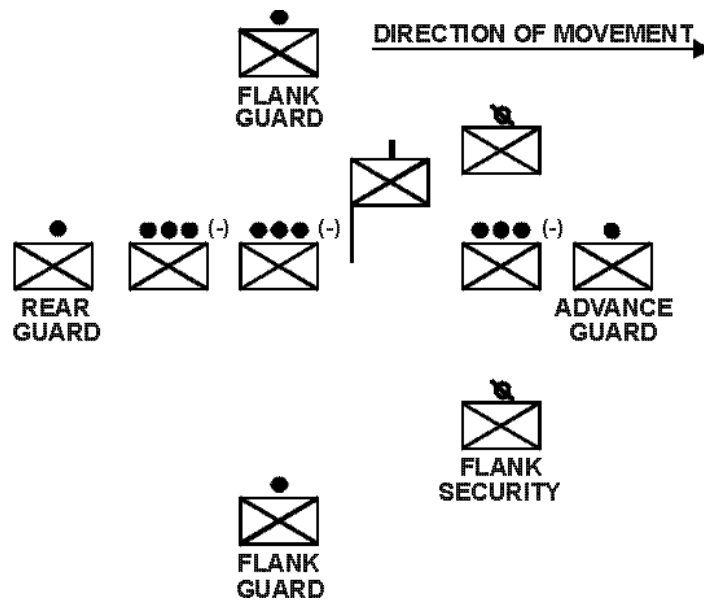 DIRECTION OF MOVEMENT
FLANK
GUARD
(-)
(-)
(-)
REAR
GUARD
ADVANCE
GUARD
FLANK
SECURITY
FLANK
GUARD